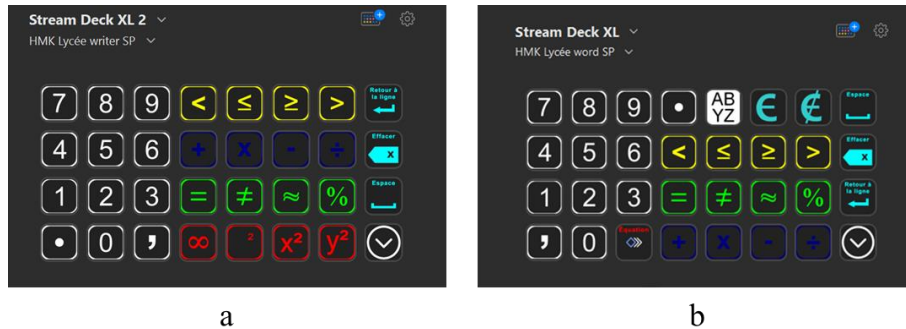 Stream Deck XL 2
HMK Lycée writer SP
7 8 9 < ≤ ≥ > Retour à la ligne
4 5 6 + x - ÷ Effacer x
1 2 3 = ≠ ≈ % Espace
• 0 , ∞ ² x² y²
a
Stream Deck XL
HMK Lycée word SP
7 8 9 • AB YZ € ∉ Espace
4 5 6 < ≤ ≥ > Effacer x
1 2 3 = ≠ ≈ % Retour à la ligne
, 0 Equation + x - ÷
b